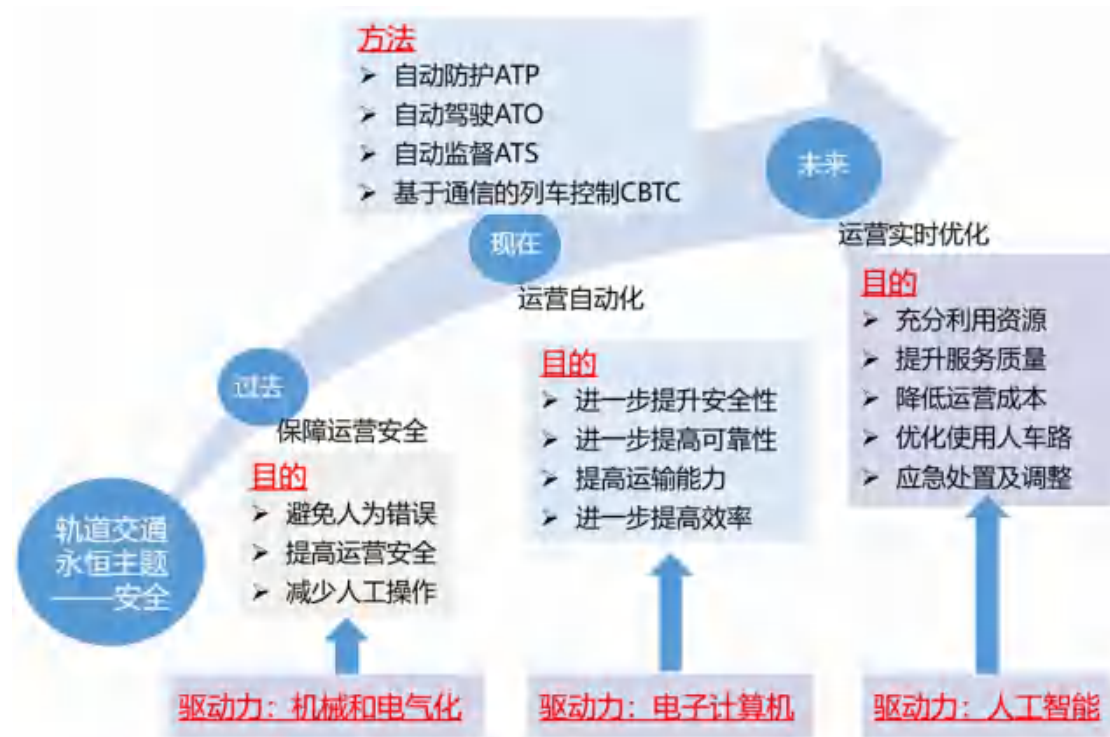 方法
➢ 自动防护ATP
➢ 自动驾驶ATO
➢ 自动监督ATS
➢ 基于通信的列车控制CBTC
未来
运营实时优化
目的
➢ 充分利用资源
➢ 提升服务质量
➢ 降低运营成本
➢ 优化使用人车路
➢ 应急处置及调整
现在
运营自动化
目的
➢ 进一步提升安全性
➢ 进一步提高可靠性
➢ 提高运输能力
➢ 进一步提高效率
过去
保障运营安全
目的
➢ 避免人为错误
➢ 提高运营安全
➢ 减少人工操作
轨道交通
永恒主题
——安全
驱动力：机械和电气化
驱动力：电子计算机
驱动力：人工智能